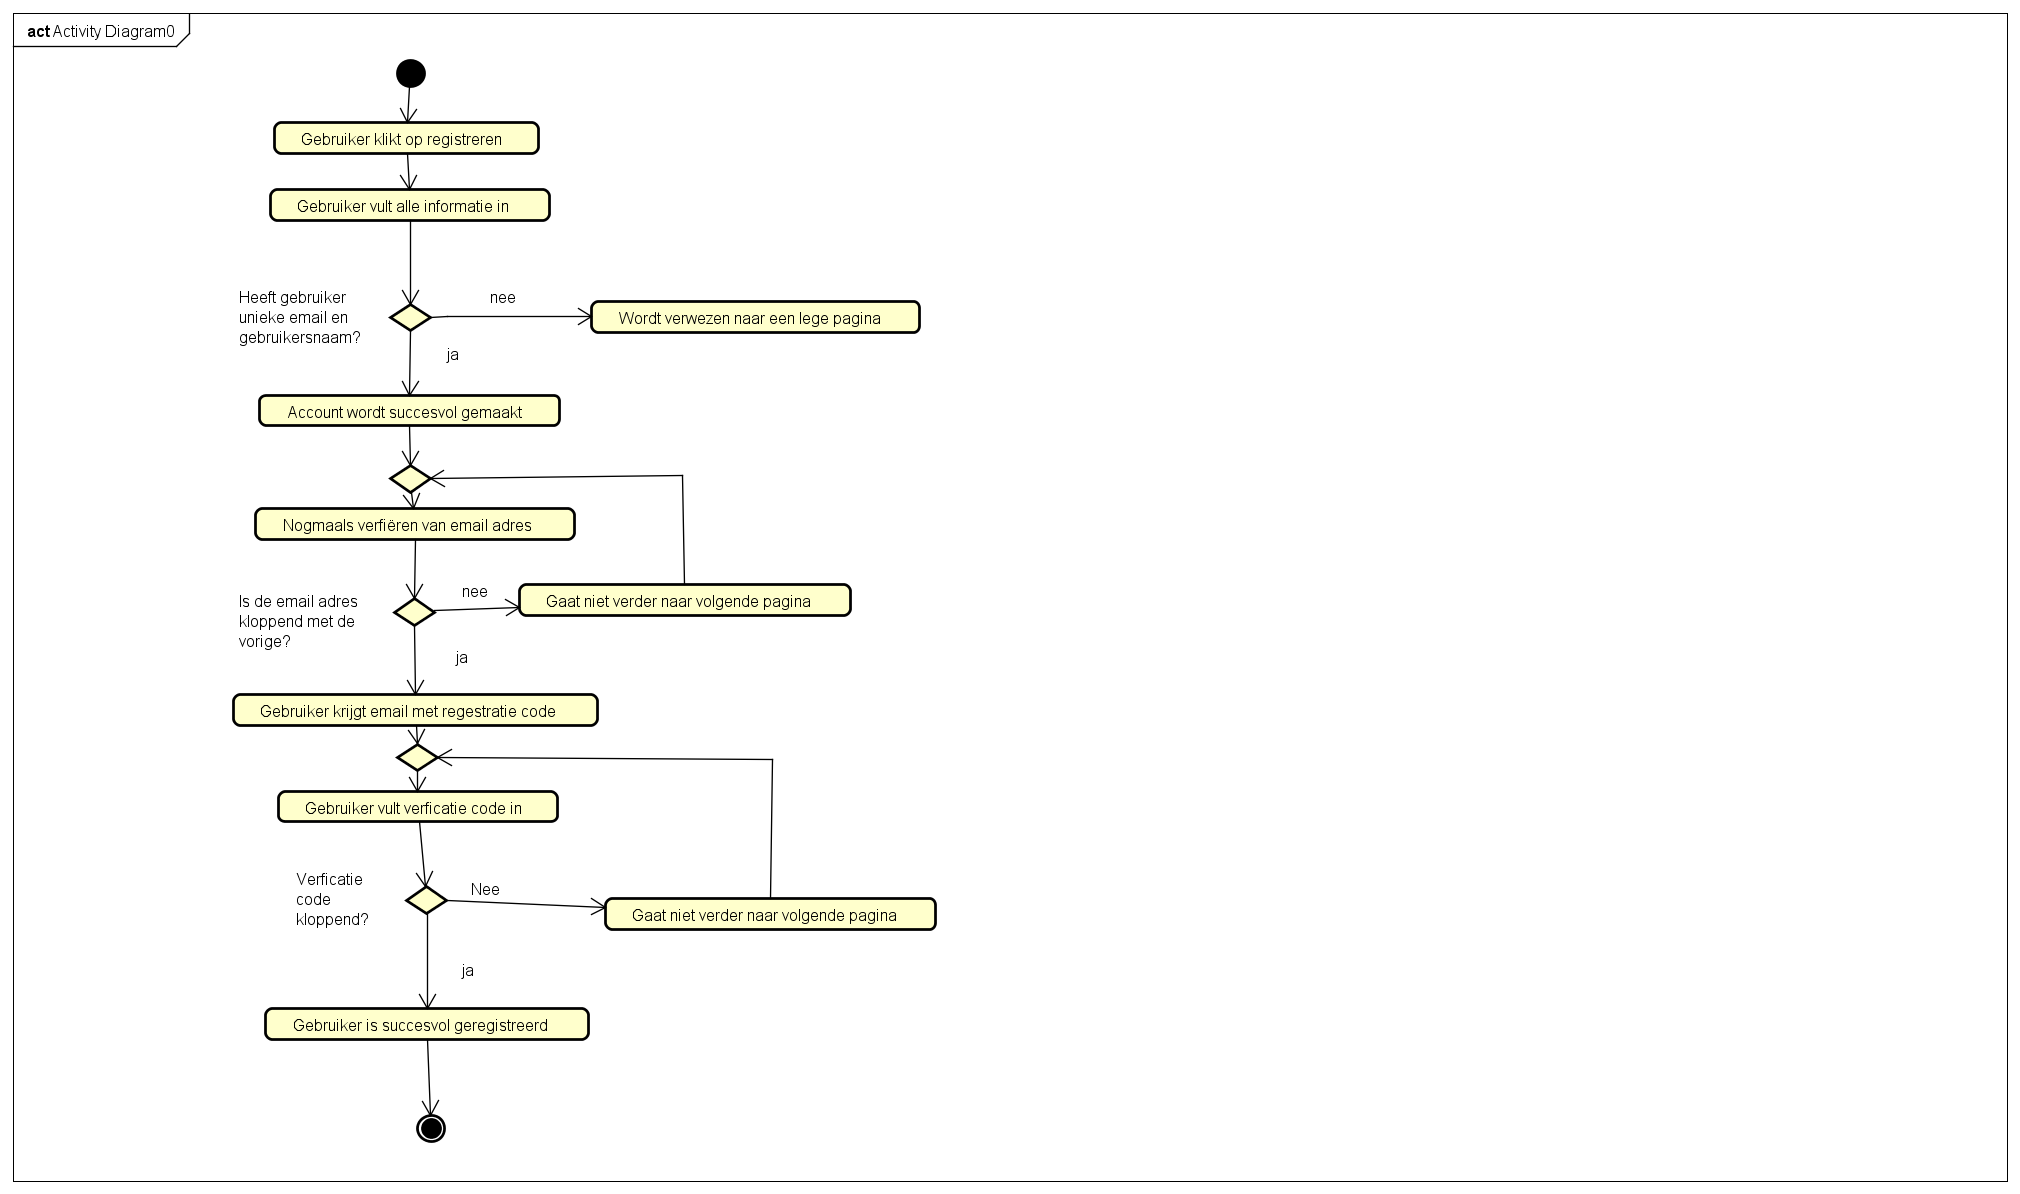 act Activity Diagram0
Gebruiker klikt op registreren
Gebruiker vult alle informatie in
Heeft gebruiker
unieke email en
gebruikersnaam?
nee
Wordt verwezen naar een lege pagina
ja
Account wordt succesvol gemaakt
Nogmaals verfiëren van email adres
Is de email adres
kloppend met de
vorige?
nee
Gaat niet verder naar volgende pagina
ja
Gebruiker krijgt email met regestratie code
Gebruiker vult verficatie code in
Verficatie
code
kloppend?
Nee
Gaat niet verder naar volgende pagina
ja
Gebruiker is succesvol geregistreerd